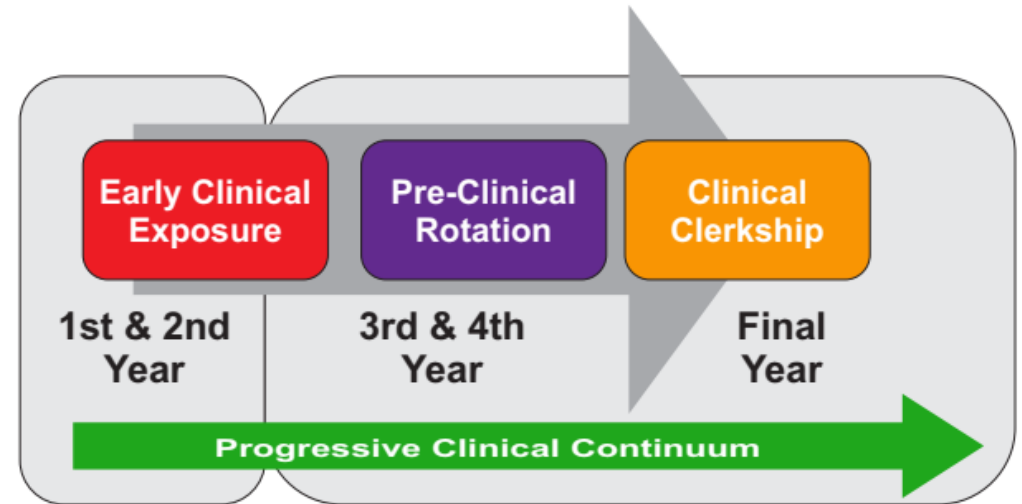 Early Clinical
Exposure
Pre-Clinical
Rotation
Clinical
Clerkship
1st & 2nd
Year
3rd & 4th
Year
Final
Year
Progressive Clinical Continuum